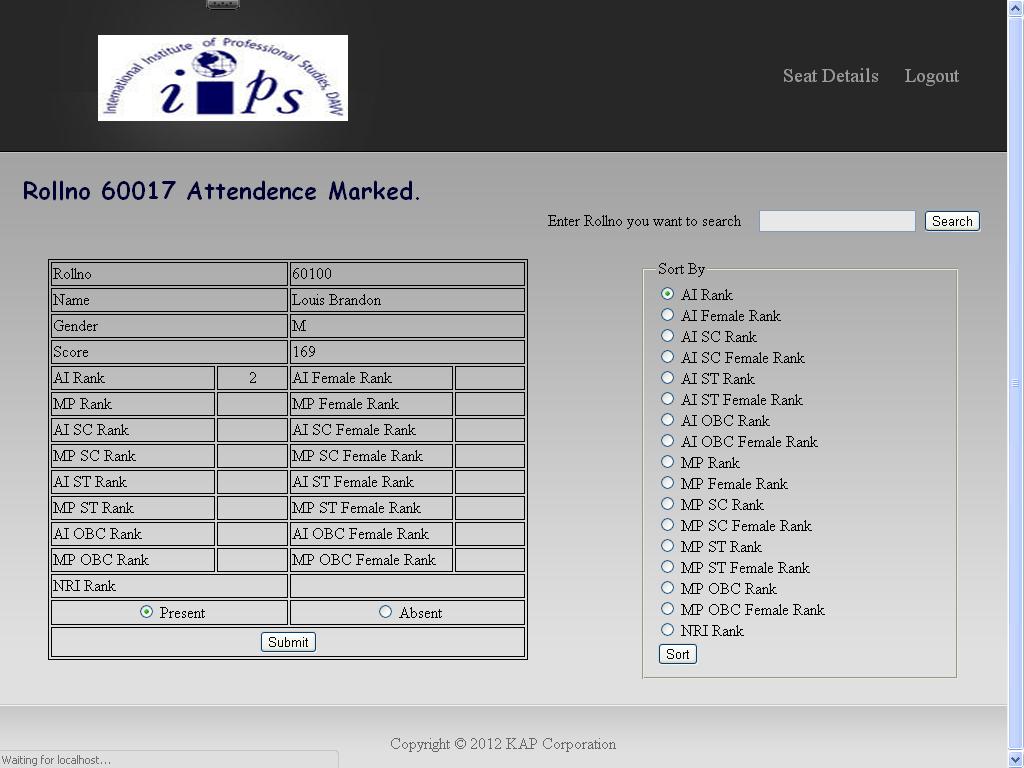 International Institute of Professional Studies, DAVV
iips
Seat Details Logout
Rollno 60017 Attendence Marked.
Enter Rollno you want to search Search
Rollno 60100
Name Louis Brandon
Gender M
Score 169
AI Rank 2 AI Female Rank
MP Rank MP Female Rank
AI SC Rank AI SC Female Rank
MP SC Rank MP SC Female Rank
AI ST Rank AI ST Female Rank
MP ST Rank MP ST Female Rank
AI OBC Rank AI OBC Female Rank
MP OBC Rank MP OBC Female Rank
NRI Rank
Present Absent
Submit
Sort By
AI Rank
AI Female Rank
AI SC Rank
AI SC Female Rank
AI ST Rank
AI ST Female Rank
AI OBC Rank
AI OBC Female Rank
MP Rank
MP Female Rank
MP SC Rank
MP SC Female Rank
MP ST Rank
MP ST Female Rank
MP OBC Rank
MP OBC Female Rank
NRI Rank
Sort
Copyright © 2012 KAP Corporation
Waiting for localhost...